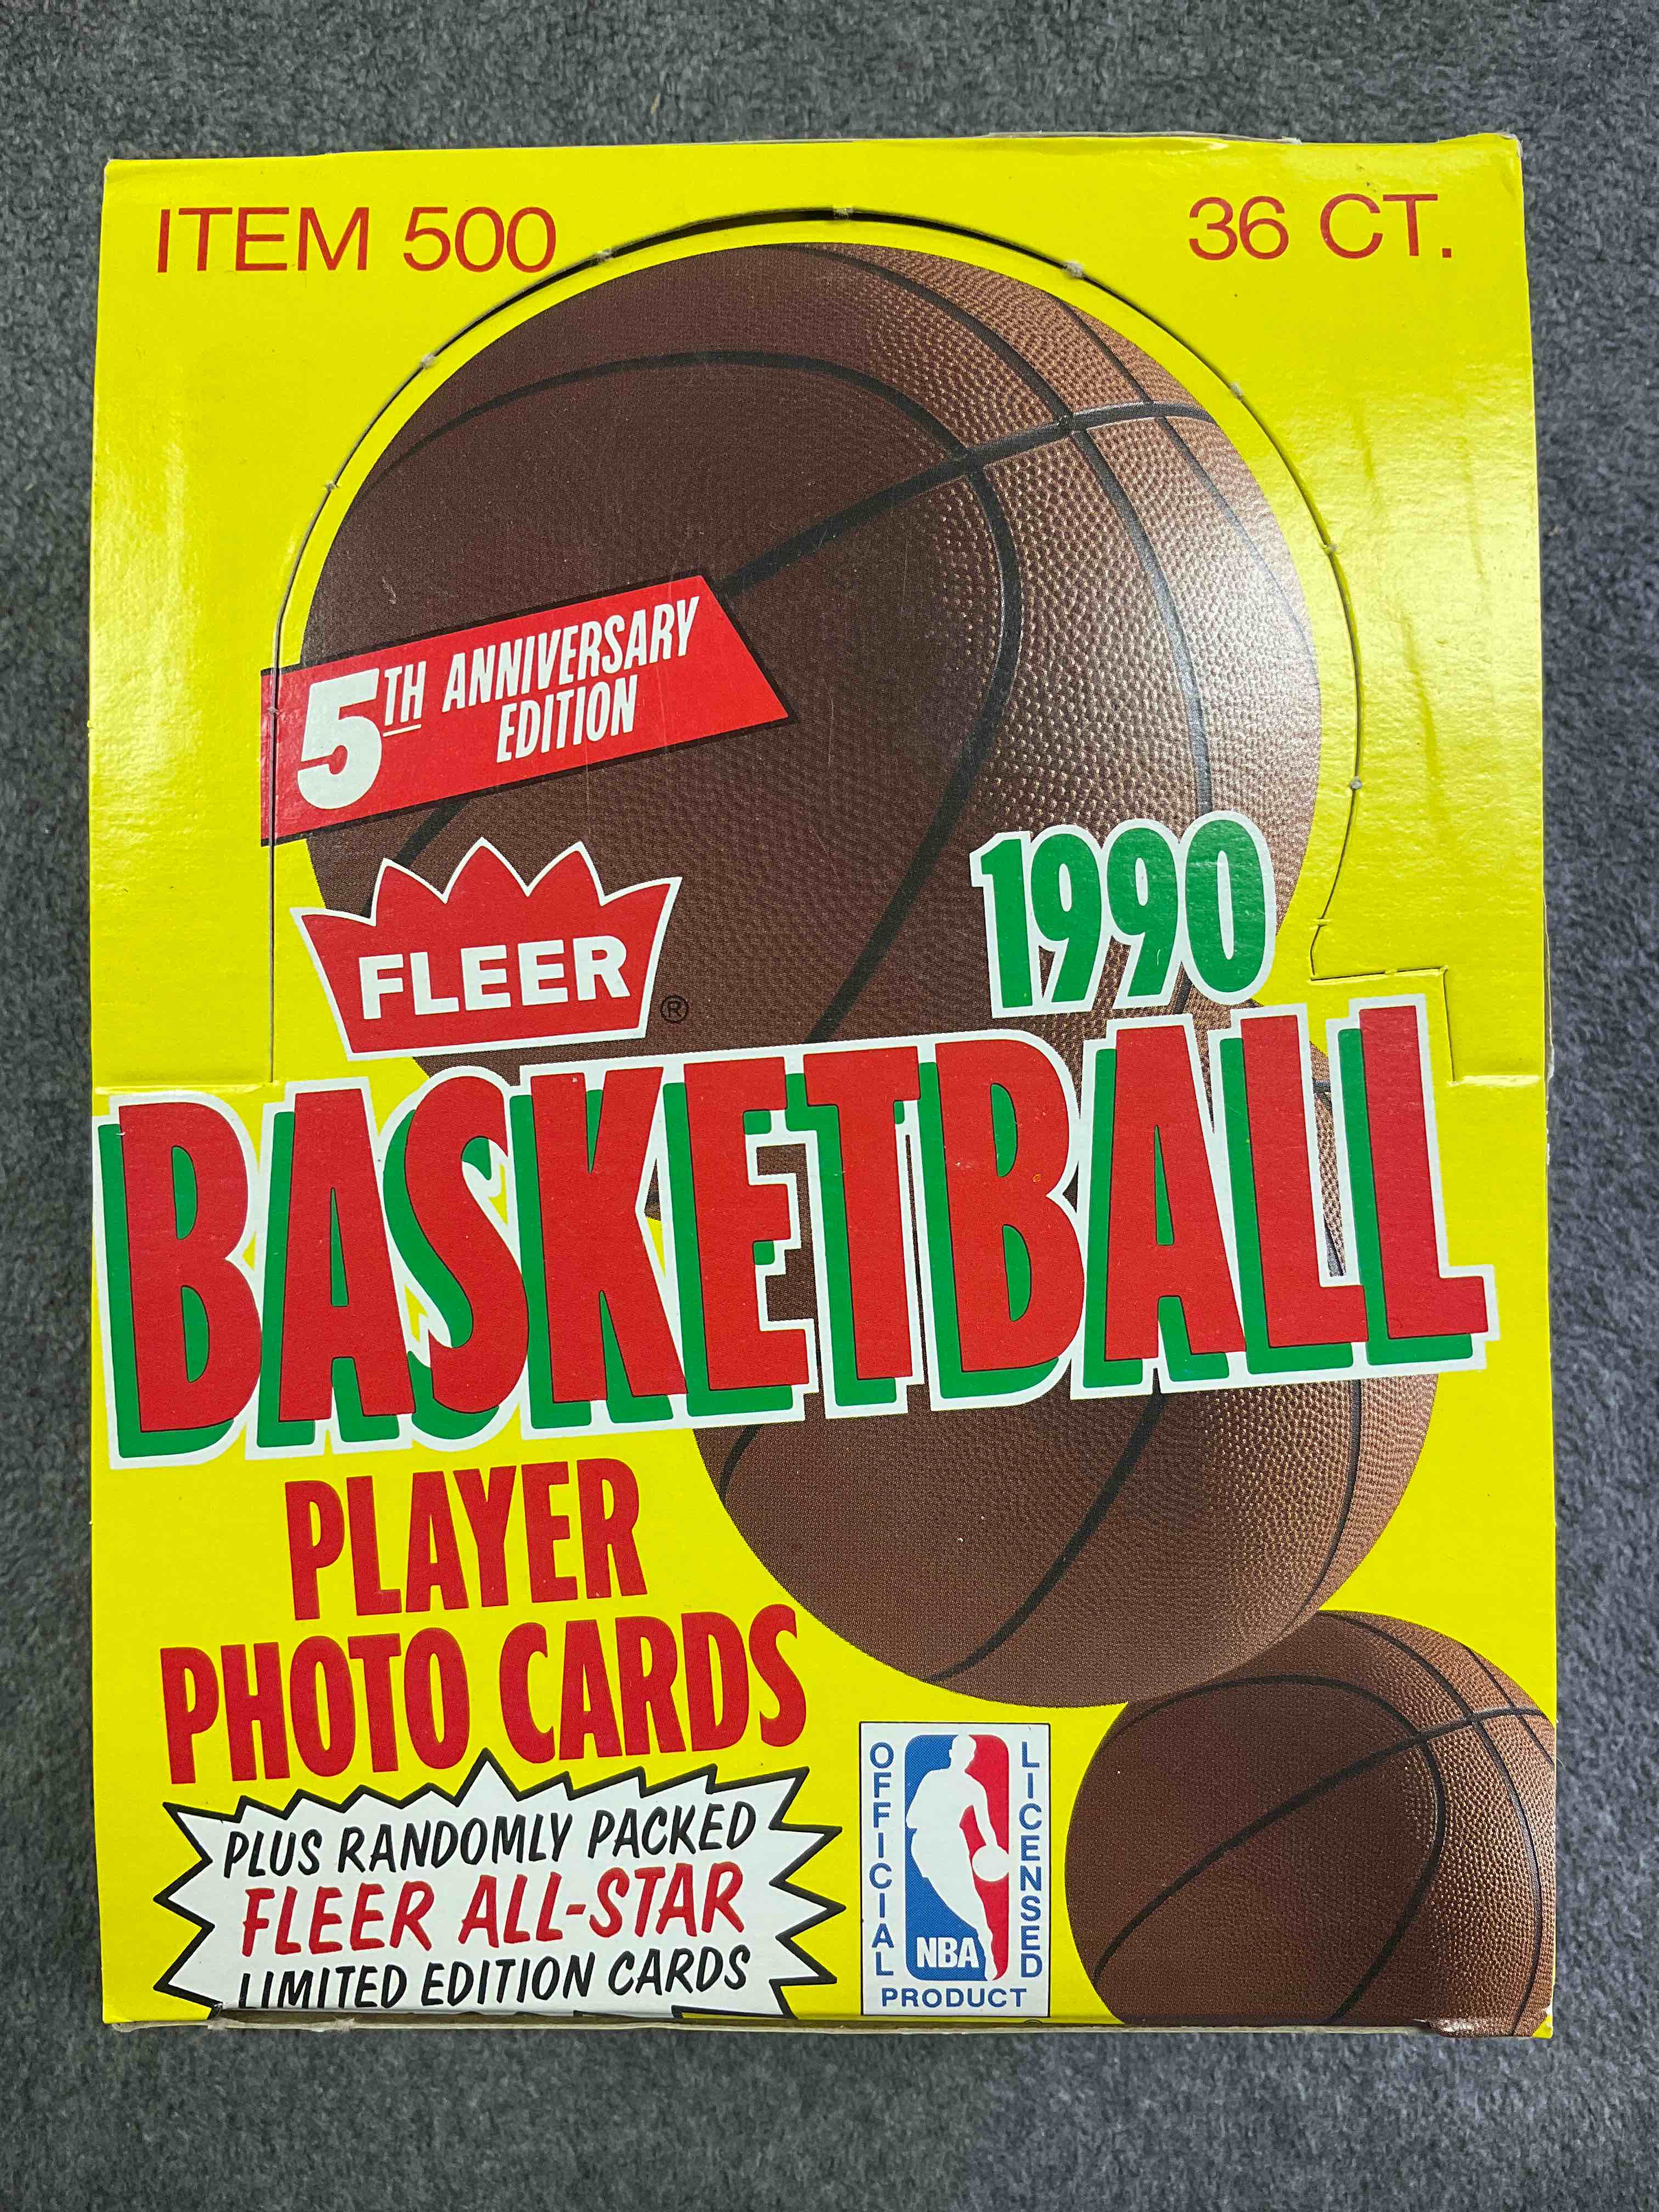 ITEM 500
36 CT.
5TH ANNIVERSARY
EDITION
FLEER ®
1990
BASKETBALL
PLAYER
PHOTO CARDS
PLUS RANDOMLY PACKED
FLEER ALL-STAR
LIMITED EDITION CARDS
OFFICIAL
LICENSED
NBA
PRODUCT